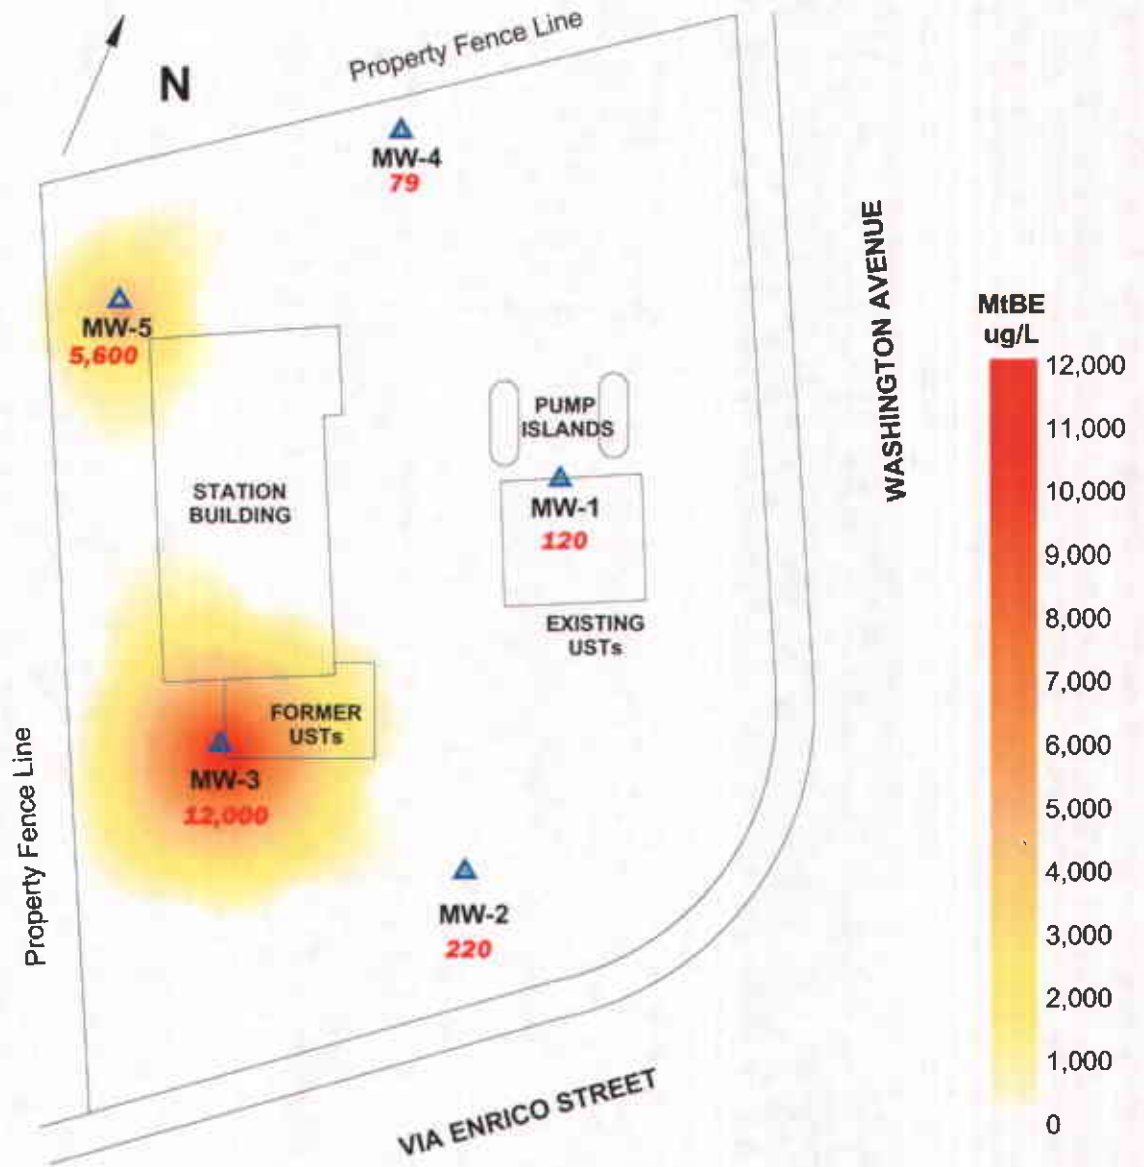 N
Property Fence Line
MW-4
79
MW-5
5,600
PUMP
ISLANDS
STATION
BUILDING
MW-1
120
EXISTING
USTs
FORMER
USTs
MW-3
12,000
MW-2
220
Property Fence Line
VIA ENRICO STREET
WASHINGTON AVENUE
MtBE
ug/L
12,000
11,000
10,000
9,000
8,000
7,000
6,000
5,000
4,000
3,000
2,000
1,000
0